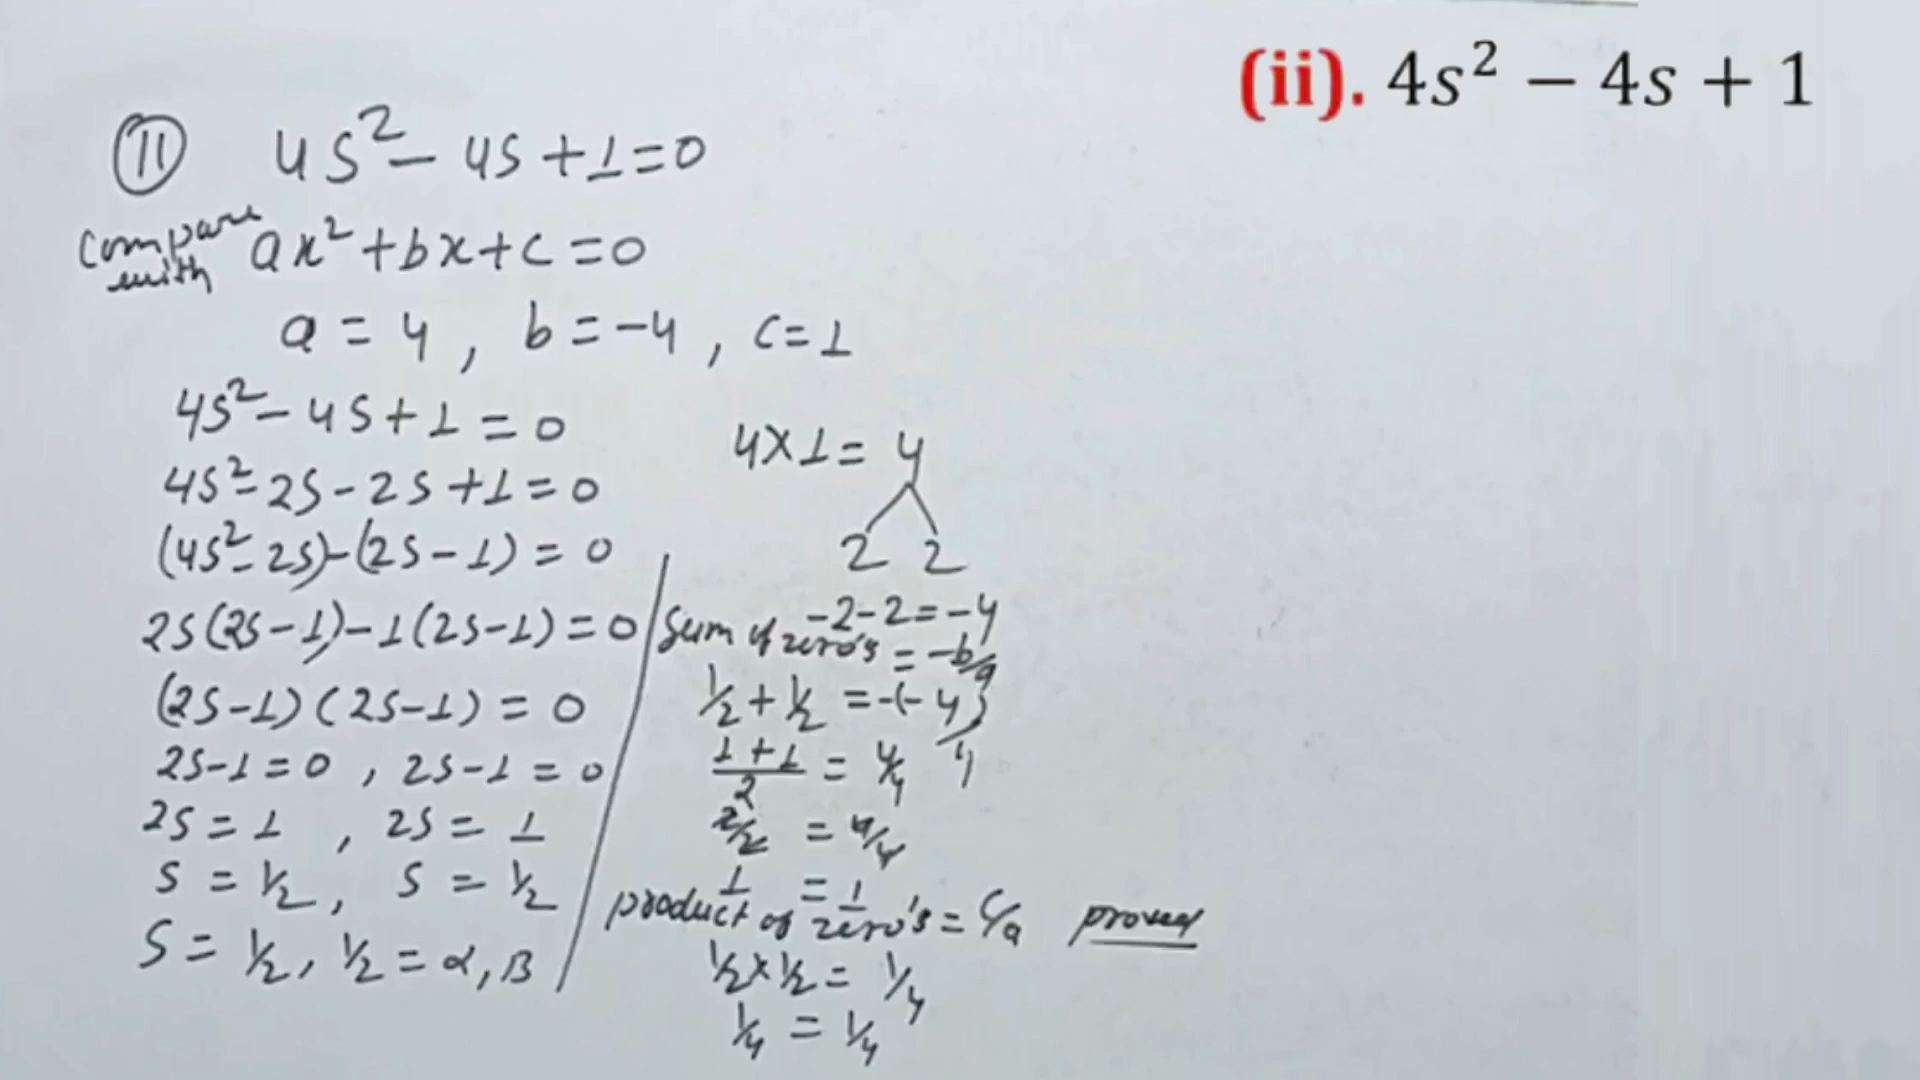 (ii). 4s² − 4s + 1
(11) 4s² − 4s + 1 = 0
Compare with ax² + bx + c = 0
a = 4 , b = −4 , c = 1
4s² − 4s + 1 = 0
4s² − 2s − 2s + 1 = 0
(4s² − 2s) − (2s − 1) = 0
2s(2s − 1) − 1(2s − 1) = 0
(2s − 1) (2s − 1) = 0
2s − 1 = 0 , 2s − 1 = 0
2s = 1 , 2s = 1
s = 1/2 , s = 1/2
s = 1/2 , 1/2 = α, β
4 × 1 = 4
2 2
−2 − 2 = −4
Sum of zero's = −b/a
1/2 + 1/2 = −(−4)/4
1 + 1/2 = 4/4
2/2 = 4/4
1 = 1
product of zero's = c/a proved
1/2 × 1/2 = 1/4
1/4 = 1/4